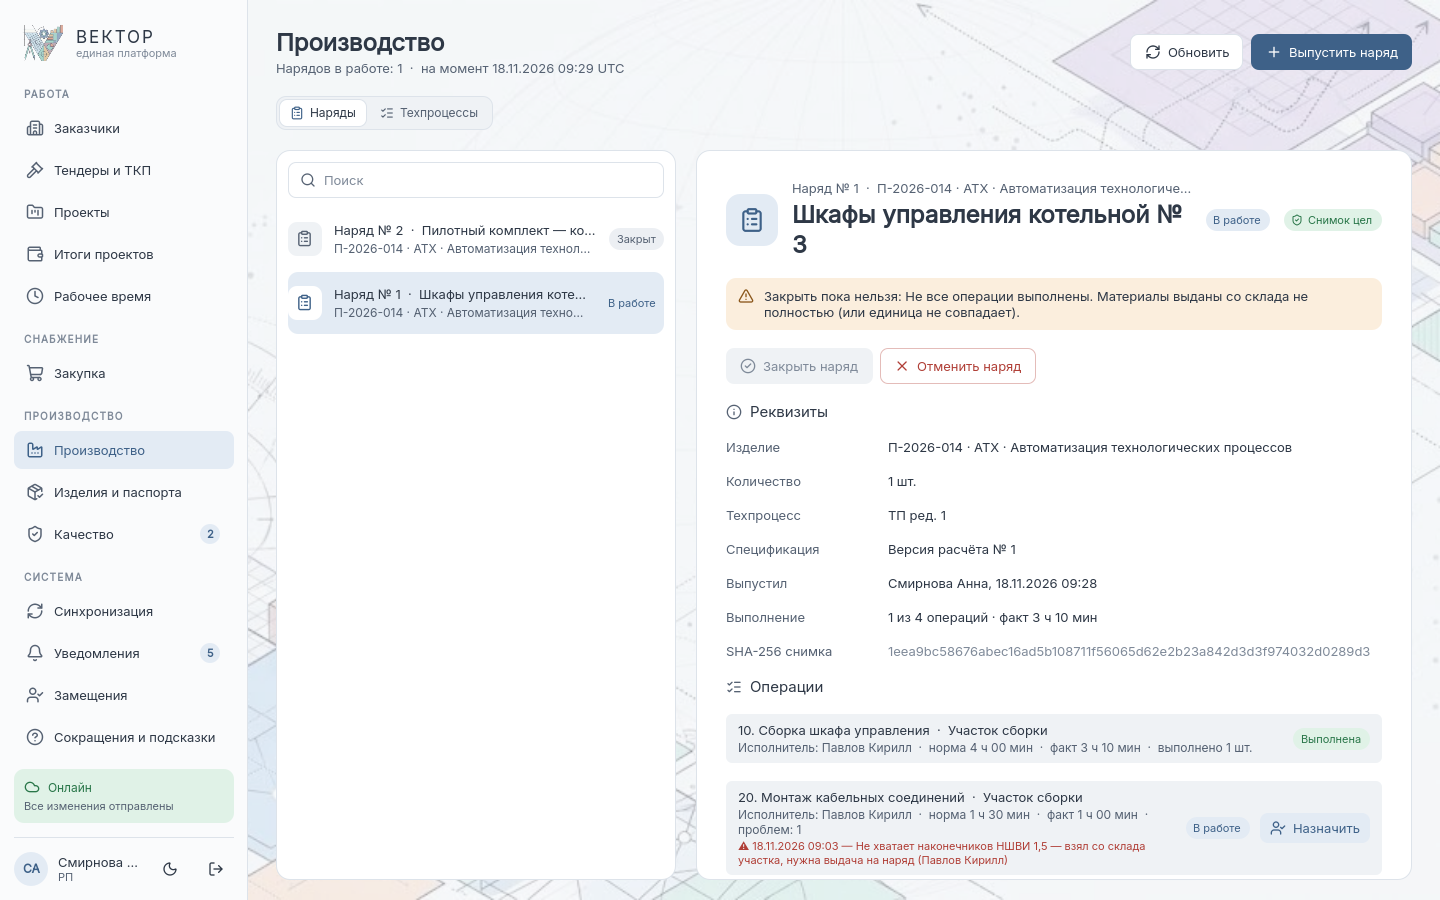 ВЕКТОР
единая платформа
РАБОТА
Заказчики
Тендеры и ТКП
Проекты
Итоги проектов
Рабочее время
СНАБЖЕНИЕ
Закупка
ПРОИЗВОДСТВО
Производство
Изделия и паспорта
Качество 2
СИСТЕМА
Синхронизация
Уведомления 5
Замещения
Сокращения и подсказки
Онлайн
Все изменения отправлены
СА Смирнова ...
РП
Производство
Нарядов в работе: 1 · на момент 18.11.2026 09:29 UTC
Обновить
Выпустить наряд
Наряды
Техпроцессы
Поиск
Наряд № 2 · Пилотный комплект — ко...
П-2026-014 · АТХ · Автоматизация технол...
Закрыт
Наряд № 1 · Шкафы управления коте...
П-2026-014 · АТХ · Автоматизация техно...
В работе
Наряд № 1 · П-2026-014 · АТХ · Автоматизация технологиче...
Шкафы управления котельной №
3
В работе
Снимок цел
Закрыть пока нельзя: Не все операции выполнены. Материалы выданы со склада не
полностью (или единица не совпадает).
Закрыть наряд
Отменить наряд
Реквизиты
Изделие П-2026-014 · АТХ · Автоматизация технологических процессов
Количество 1 шт.
Техпроцесс ТП ред. 1
Спецификация Версия расчёта № 1
Выпустил Смирнова Анна, 18.11.2026 09:28
Выполнение 1 из 4 операций · факт 3 ч 10 мин
SHA-256 снимка 1eea9bc58676abec16ad5b108711f56065d62e2b23a842d3d3f974032d0289d3
Операции
10. Сборка шкафа управления · Участок сборки
Исполнитель: Павлов Кирилл · норма 4 ч 00 мин · факт 3 ч 10 мин · выполнено 1 шт.
Выполнена
20. Монтаж кабельных соединений · Участок сборки
Исполнитель: Павлов Кирилл · норма 1 ч 30 мин · факт 1 ч 00 мин ·
проблем: 1
18.11.2026 09:03 — Не хватает наконечников НШВИ 1,5 — взял со склада
участка, нужна выдача на наряд (Павлов Кирилл)
В работе
Назначить